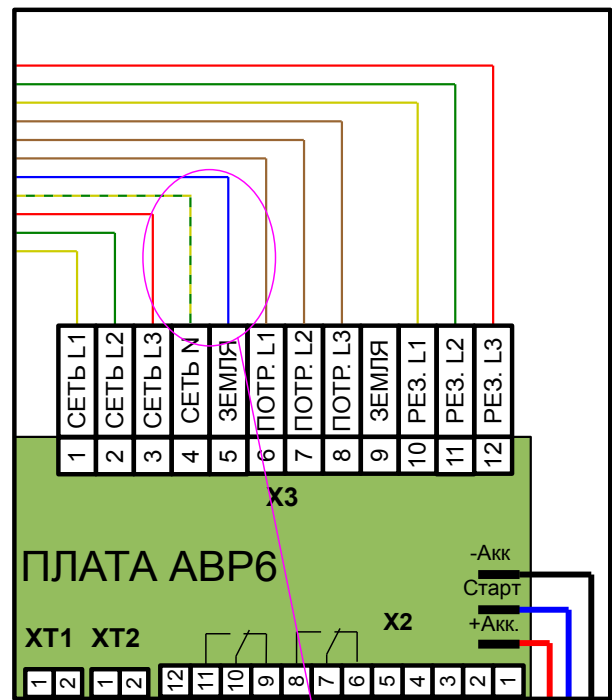 СЕТЬ L1
СЕТЬ L2
СЕТЬ L3
СЕТЬ N
ЗЕМЛЯ
ПОТР. L1
ПОТР. L2
ПОТР. L3
ЗЕМЛЯ
РЕЗ. L1
РЕЗ. L2
РЕЗ. L3
1 2 3 4 5 6 7 8 9 10 11 12
X3
ПЛАТА АВР6
-Акк
Старт
+Акк.
XT1 XT2 X2
1 2 1 2 12 11 10 9 8 7 6 5 4 3 2 1